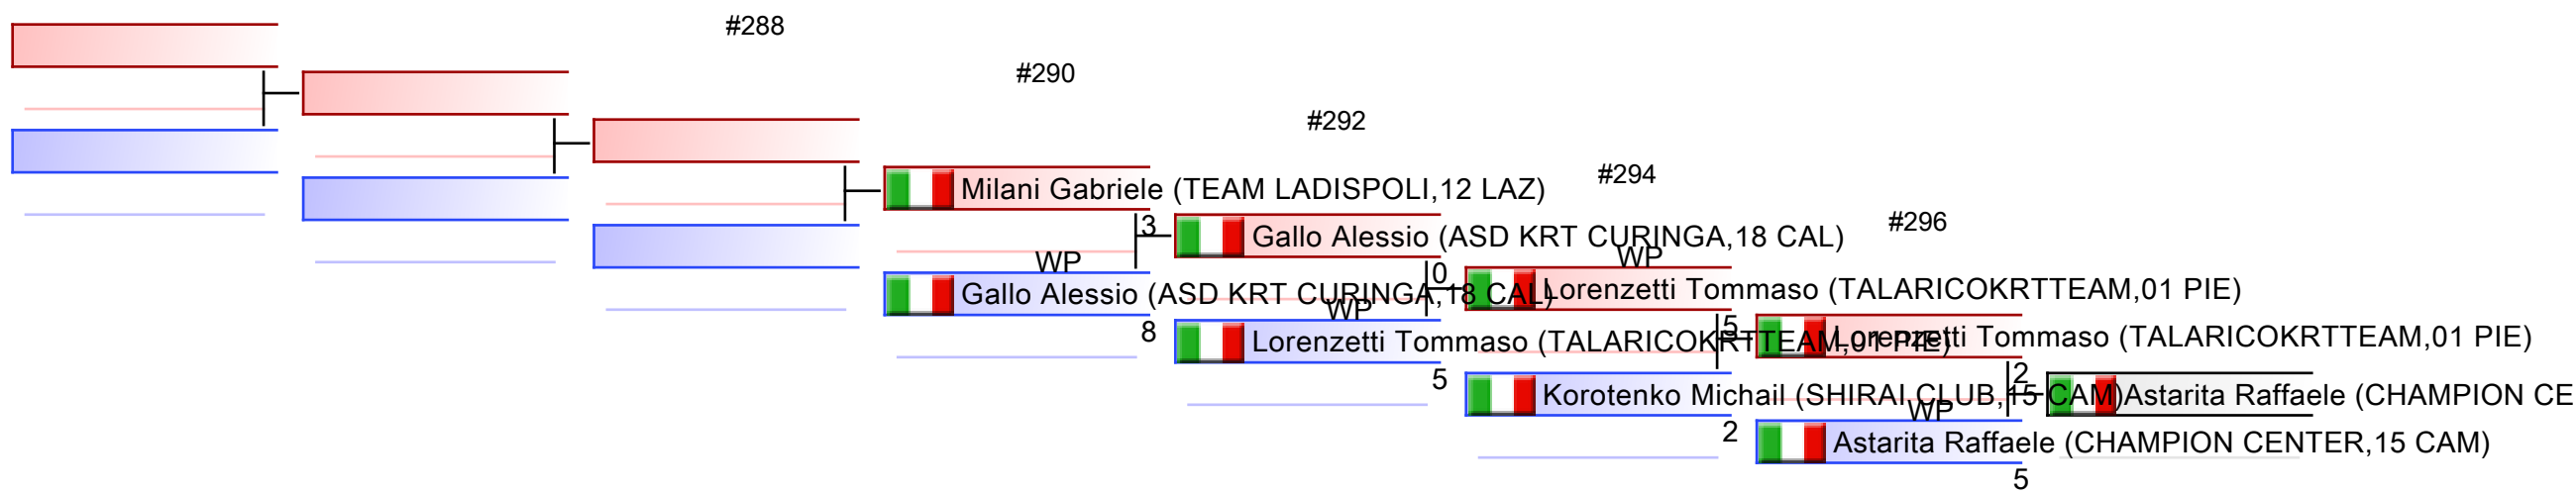 #288
#290
#292
#294
#296
Milani Gabriele (TEAM LADISPOLI,12 LAZ)
3
WP
Gallo Alessio (ASD KRT CURINGA,18 CAL)
8
Gallo Alessio (ASD KRT CURINGA,18 CAL)
0
WP
Lorenzetti Tommaso (TALARICOKRTTEAM,01 PIE)
5
Lorenzetti Tommaso (TALARICOKRTTEAM,01 PIE)
5
WP
Korotenko Michail (SHIRAI CLUB,15 CAM)
2
Lorenzetti Tommaso (TALARICOKRTTEAM,01 PIE)
2
WP
Astarita Raffaele (CHAMPION CENTER,15 CAM)
5
Astarita Raffaele (CHAMPION CE